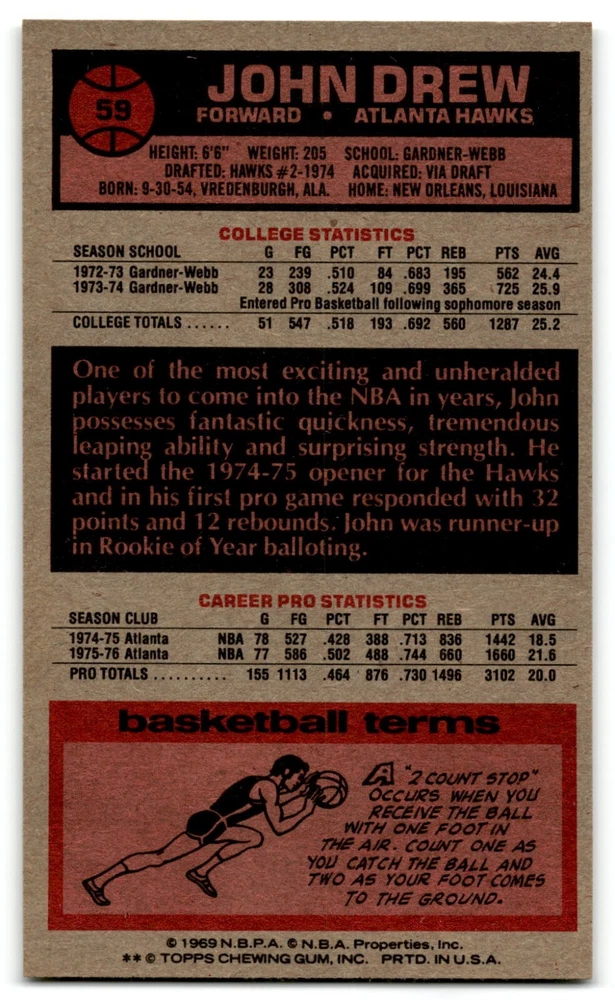 59
JOHN DREW
FORWARD • ATLANTA HAWKS
HEIGHT: 6'6" WEIGHT: 205 SCHOOL: GARDNER-WEBB
DRAFTED: HAWKS #2-1974 ACQUIRED: VIA DRAFT
BORN: 9-30-54, VREDENBURGH, ALA. HOME: NEW ORLEANS, LOUISIANA
COLLEGE STATISTICS
SEASON SCHOOL G FG PCT FT PCT REB PTS AVG
1972-73 Gardner-Webb 23 239 .510 84 .683 195 562 24.4
1973-74 Gardner-Webb 28 308 .524 109 .699 365 725 25.9
Entered Pro Basketball following sophomore season
COLLEGE TOTALS ...... 51 547 .518 193 .692 560 1287 25.2
One of the most exciting and unheralded
players to come into the NBA in years, John
possesses fantastic quickness, tremendous
leaping ability and surprising strength. He
started the 1974-75 opener for the Hawks
and in his first pro game responded with 32
points and 12 rebounds. John was runner-up
in Rookie of Year balloting.
CAREER PRO STATISTICS
SEASON CLUB G FG PCT FT PCT REB PTS AVG
1974-75 Atlanta NBA 78 527 .428 388 .713 836 1442 18.5
1975-76 Atlanta NBA 77 586 .502 488 .744 660 1660 21.6
PRO TOTALS .......... 155 1113 .464 876 .730 1496 3102 20.0
basketball terms
A "2 COUNT STOP"
OCCURS WHEN YOU
RECEIVE THE BALL
WITH ONE FOOT IN
THE AIR. COUNT ONE AS
YOU CATCH THE BALL AND
TWO AS YOUR FOOT COMES
TO THE GROUND.
© 1969 N.B.P.A. © N.B.A. Properties, Inc.
** © TOPPS CHEWING GUM, INC. PRTD. IN U.S.A.